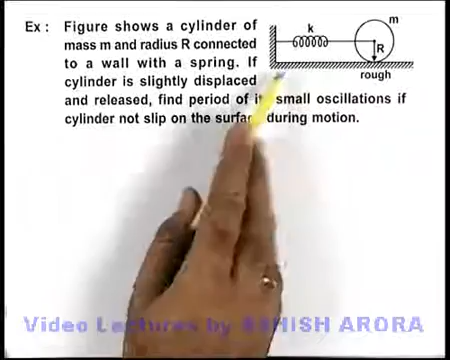 Ex : Figure shows a cylinder of
mass m and radius R connected
to a wall with a spring. If
cylinder is slightly displaced
and released, find period of small oscillations if
cylinder not slip on the during motion.
k
m
R
rough
Video Lectures by ASHISH ARORA